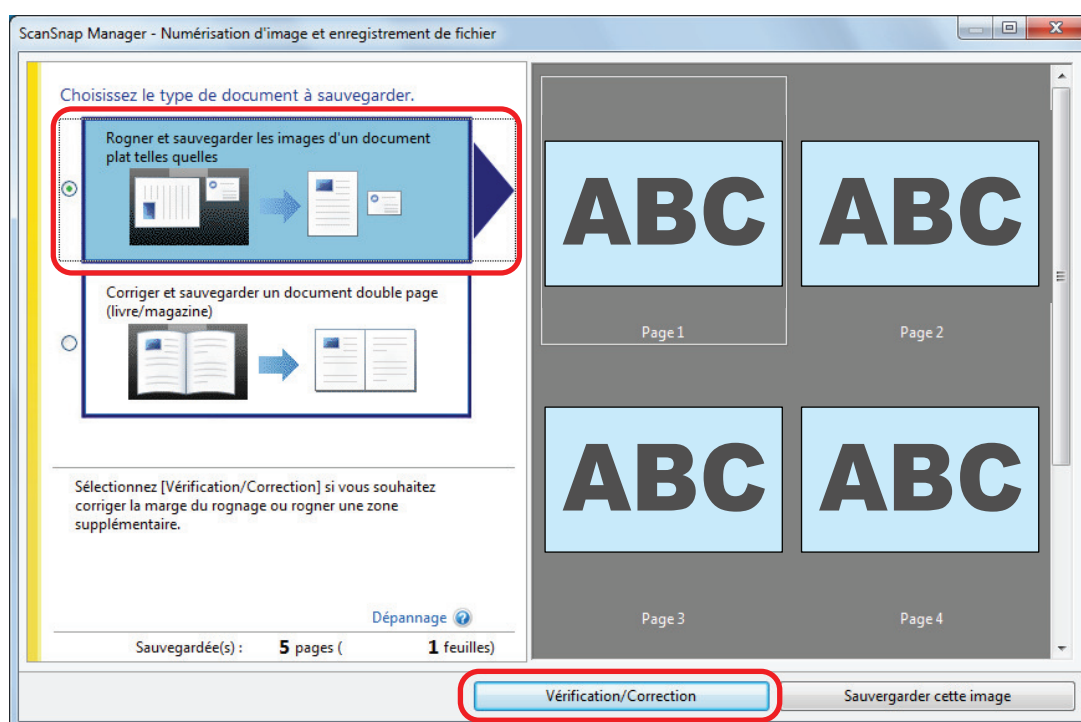 ScanSnap Manager - Numérisation d'image et enregistrement de fichier
Choisissez le type de document à sauvegarder.
Rogner et sauvegarder les images d'un document
plat telles quelles
Corriger et sauvegarder un document double page
(livre/magazine)
Sélectionnez [Vérification/Correction] si vous souhaitez
corriger la marge du rognage ou rogner une zone
supplémentaire.
Dépannage
Sauvegardée(s) : 5 pages ( 1 feuilles)
ABC ABC
Page 1 Page 2
ABC ABC
Page 3 Page 4
Vérification/Correction Sauvergarder cette image